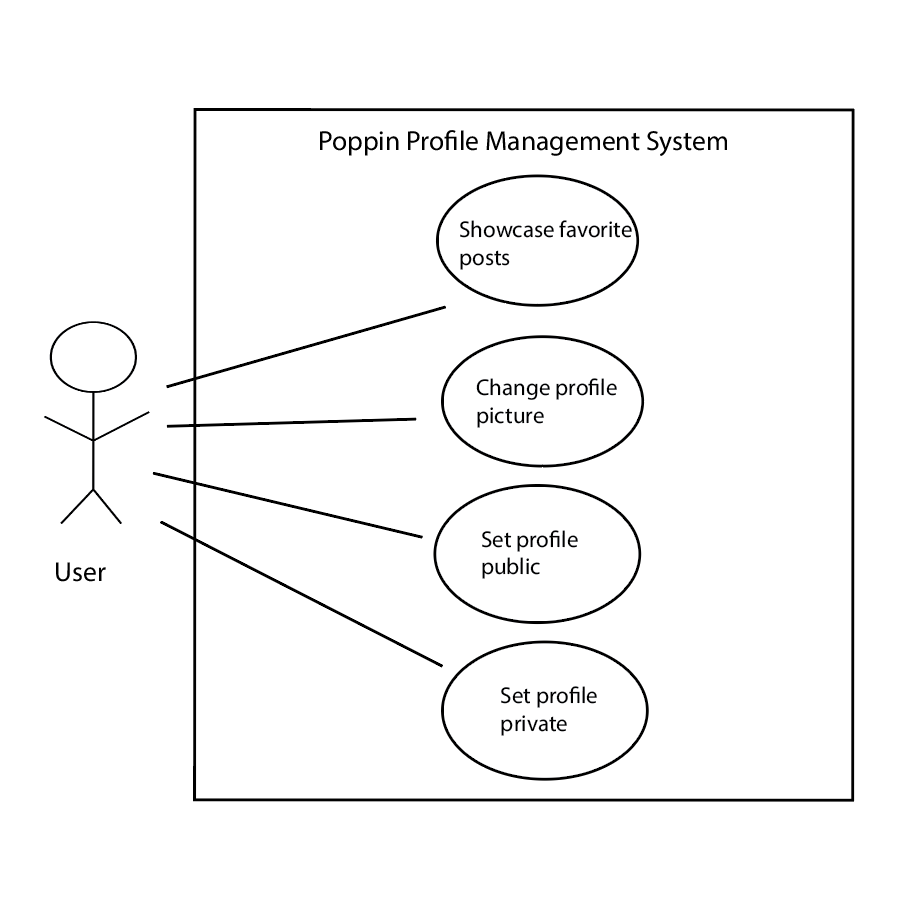 Poppin Profile Management System
Showcase favorite
posts
Change profile
picture
Set profile
public
User
Set profile
private